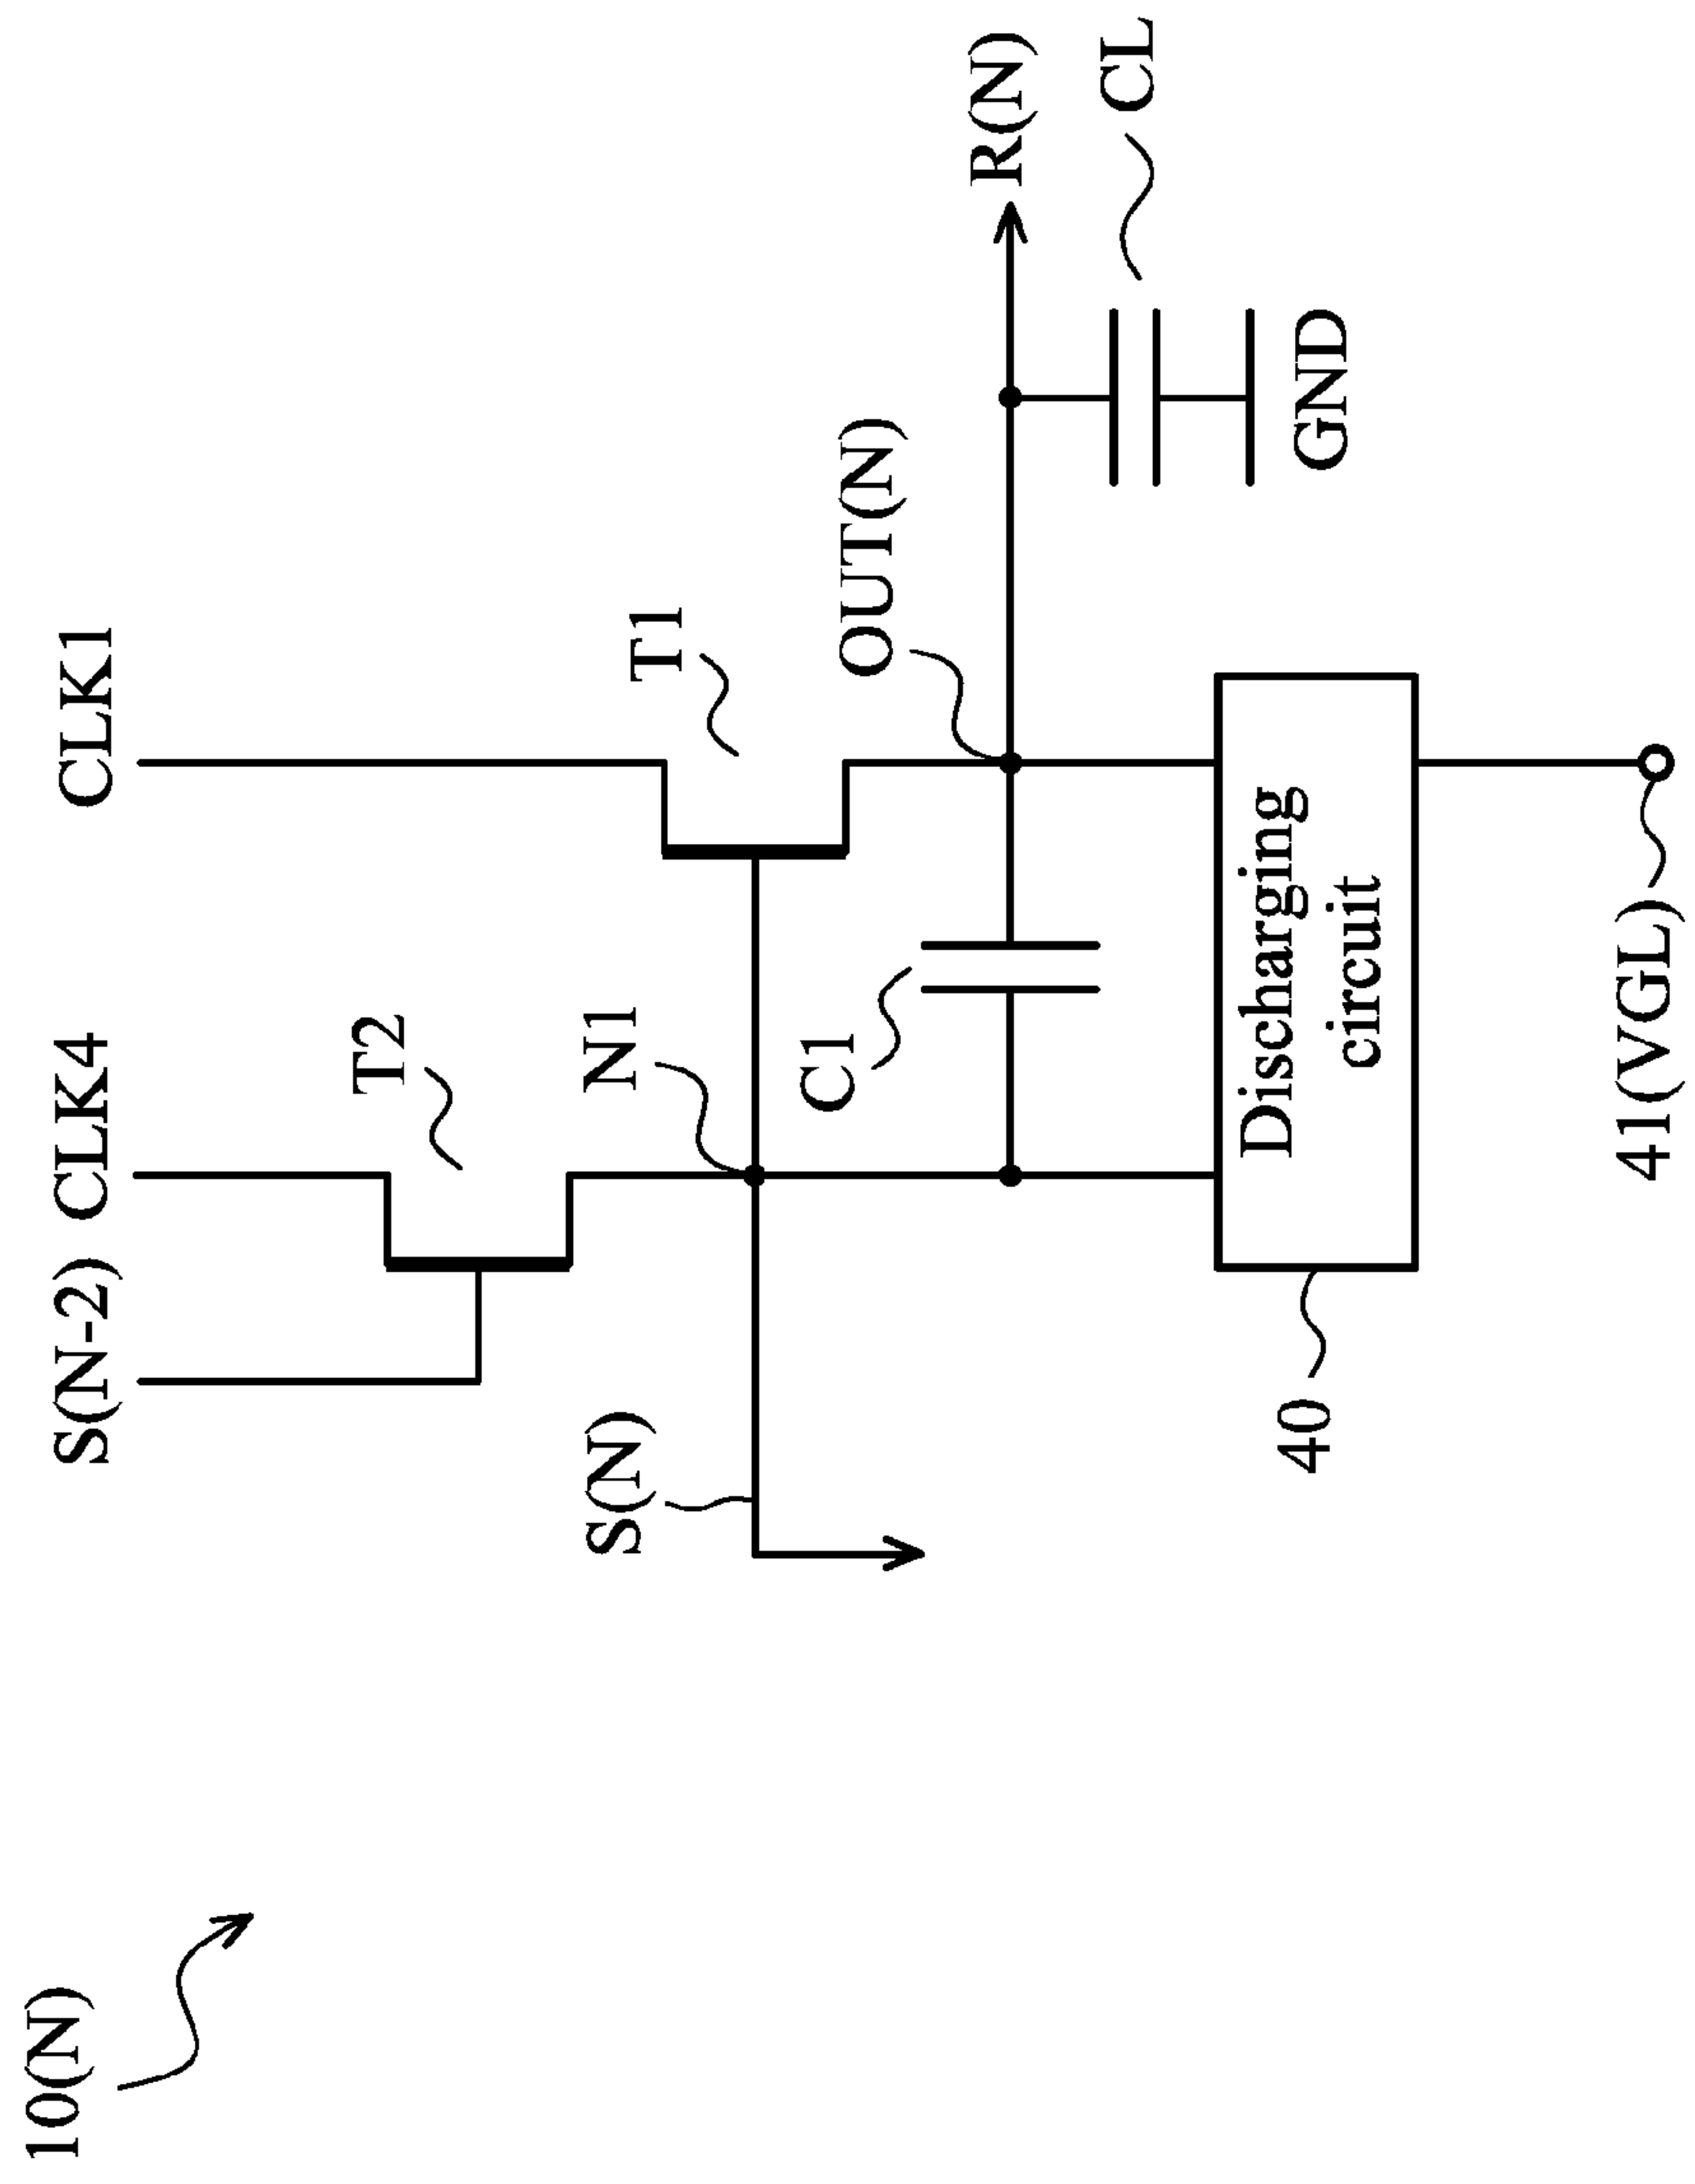 10(N)
S(N-2)
CLK4
CLK1
T2
T1
S(N)
N1
C1
OUT(N)
R(N)
CL
GND
Discharging
circuit
40
41(VGL)